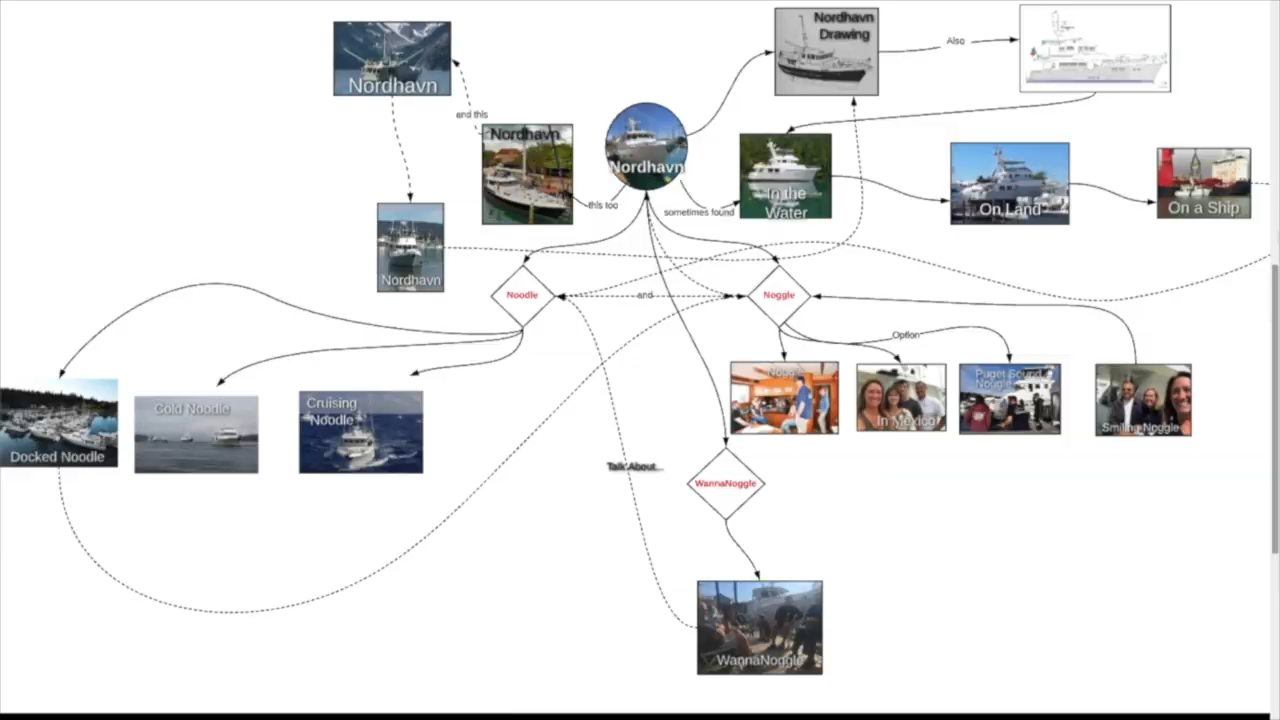 Nordhavn
Drawing
Also
Nordhavn
and this
Nordhavn
Nordhavn
this too
sometimes found
In the
Water
On Land
On a Ship
Nordhavn
Noodle
and
Noggle
Option
Noggle
In Mexico
Puget Sound
Noggle
Smiling Noggle
Docked Noodle
Cold Noodle
Cruising
Noodle
Talk About...
WannaNoggle
WannaNoggle